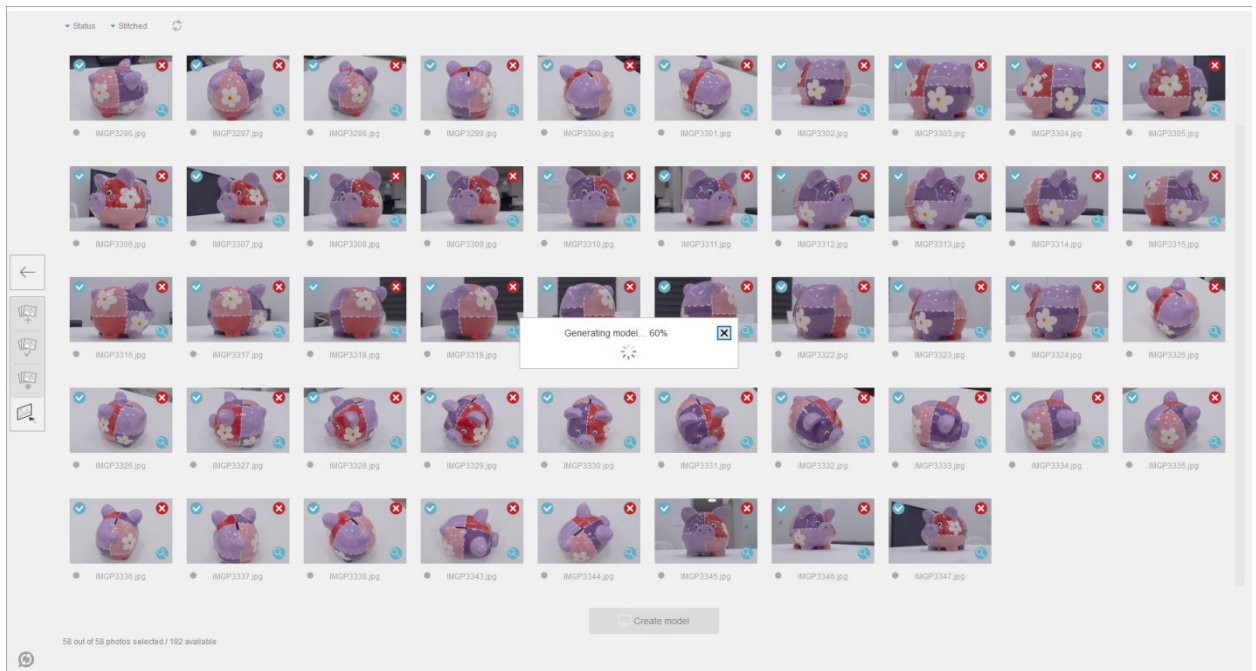 Status Stitched
IMGP3296.jpg IMGP3297.jpg IMGP3298.jpg IMGP3299.jpg IMGP3300.jpg IMGP3301.jpg IMGP3302.jpg IMGP3303.jpg IMGP3304.jpg IMGP3305.jpg
IMGP3306.jpg IMGP3307.jpg IMGP3308.jpg IMGP3309.jpg IMGP3310.jpg IMGP3311.jpg IMGP3312.jpg IMGP3313.jpg IMGP3314.jpg IMGP3315.jpg
Generating model... 60%
IMGP3316.jpg IMGP3317.jpg IMGP3318.jpg IMGP3319.jpg IMGP3322.jpg IMGP3323.jpg IMGP3324.jpg IMGP3325.jpg
IMGP3326.jpg IMGP3327.jpg IMGP3328.jpg IMGP3329.jpg IMGP3330.jpg IMGP3331.jpg IMGP3332.jpg IMGP3333.jpg IMGP3334.jpg IMGP3335.jpg
IMGP3336.jpg IMGP3337.jpg IMGP3338.jpg IMGP3343.jpg IMGP3344.jpg IMGP3345.jpg IMGP3346.jpg IMGP3347.jpg
Create model
58 out of 58 photos selected / 192 available